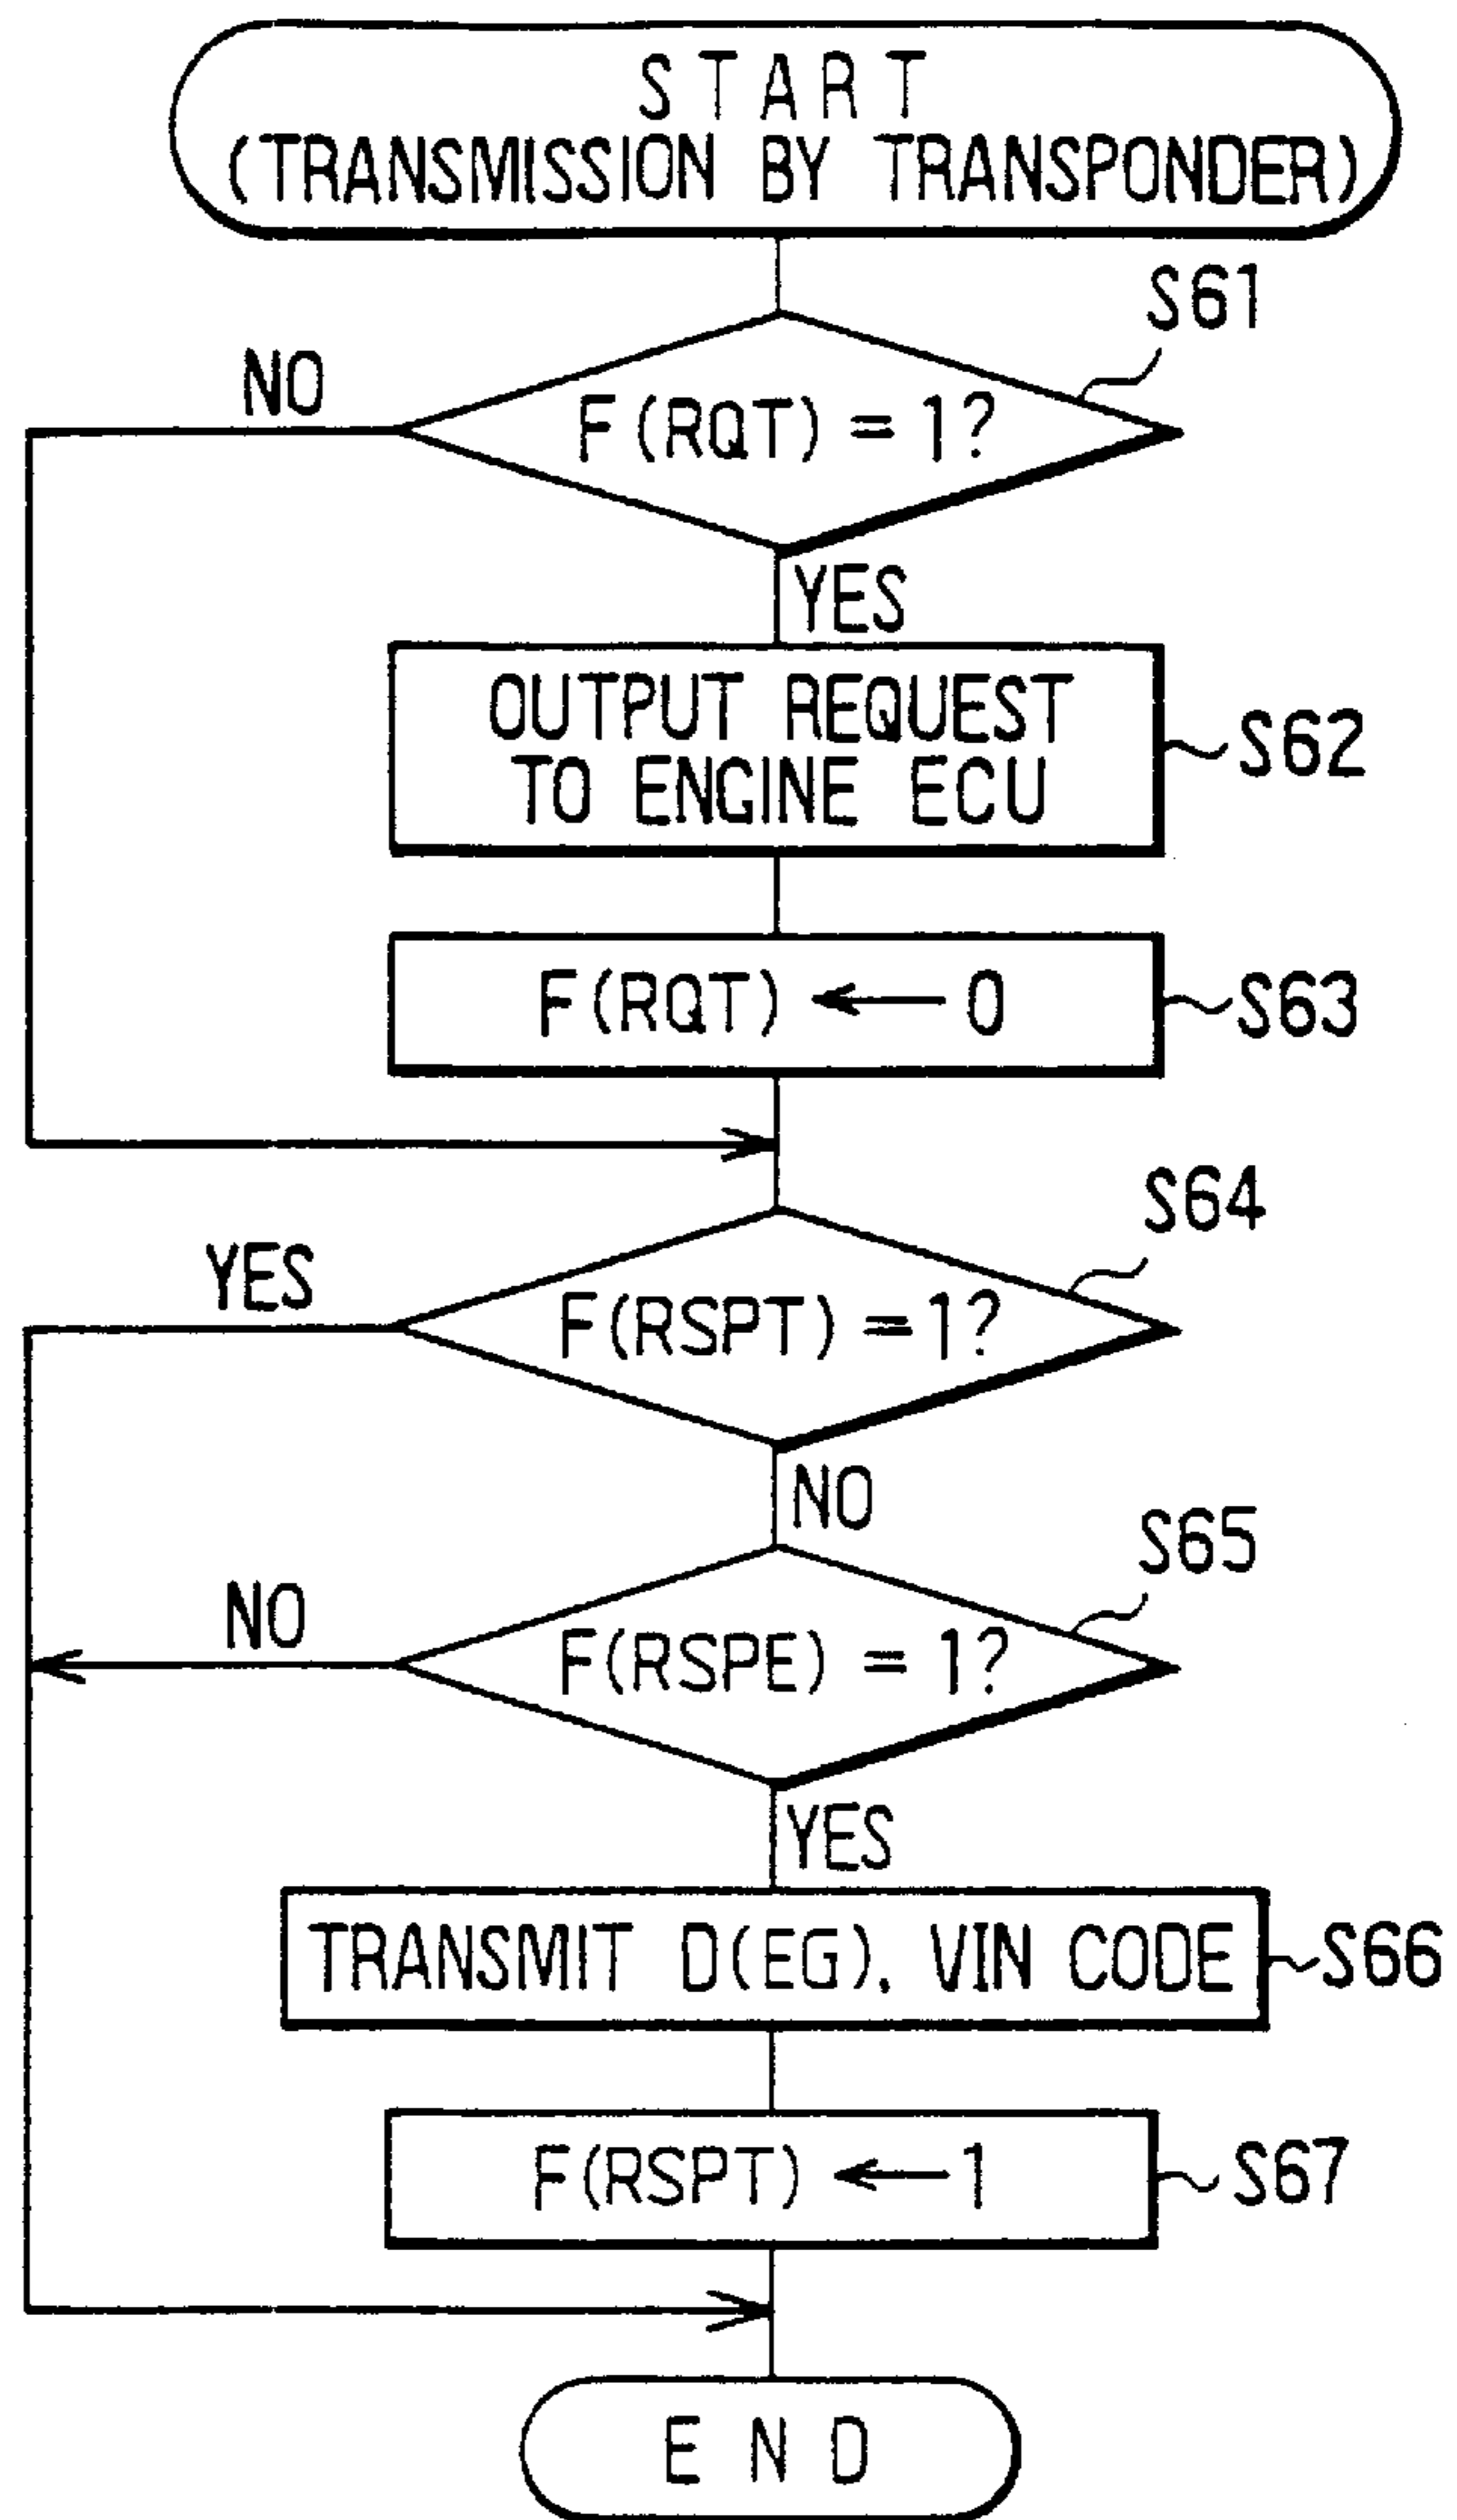 START
(TRANSMISSION BY TRANSPONDER)
S61
NO
F(RQT) = 1?
YES
OUTPUT REQUEST
TO ENGINE ECU
S62
F(RQT) ← 0
S63
S64
YES
F(RSPT) = 1?
NO
S65
NO
F(RSPE) = 1?
YES
TRANSMIT D(EG). VIN CODE
S66
F(RSPT) ← 1
S67
END